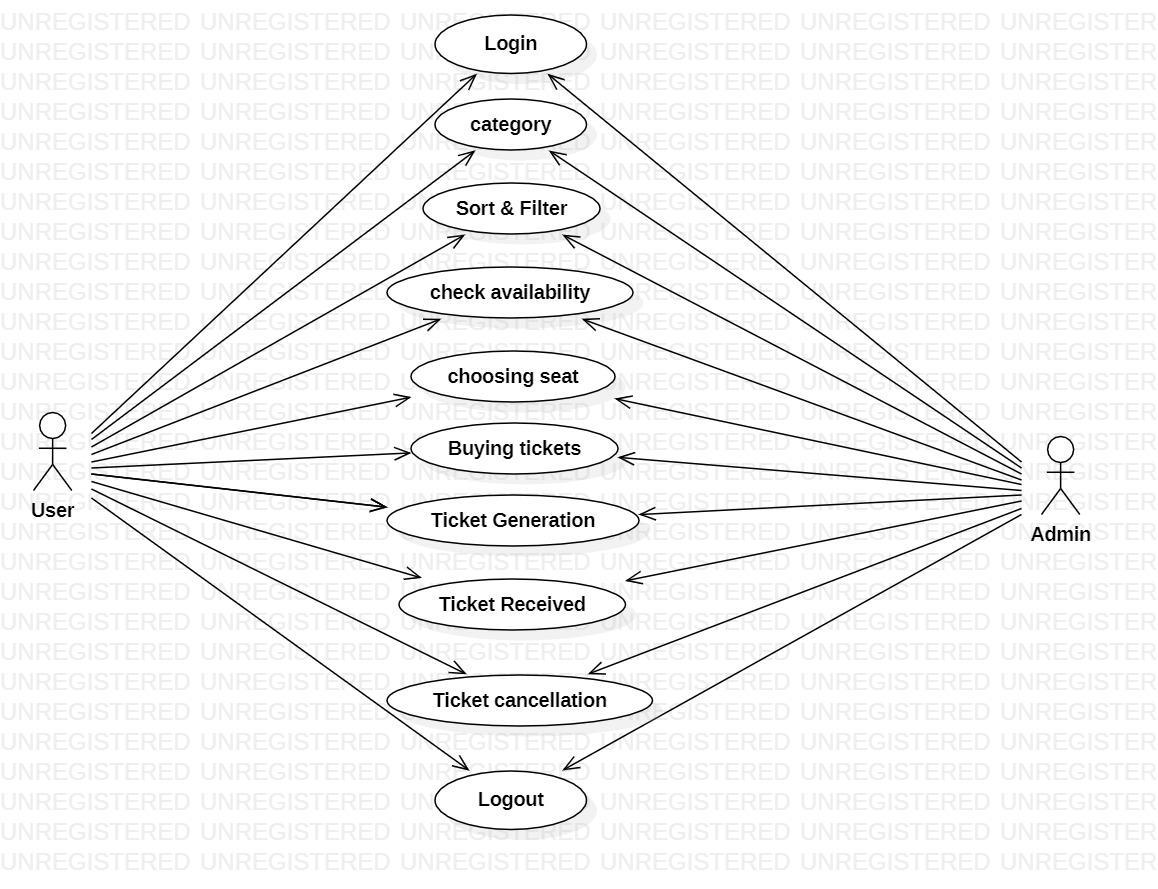 Login
category
Sort & Filter
check availability
choosing seat
Buying tickets
User
Ticket Generation
Admin
Ticket Received
Ticket cancellation
Logout
UNREGISTERED